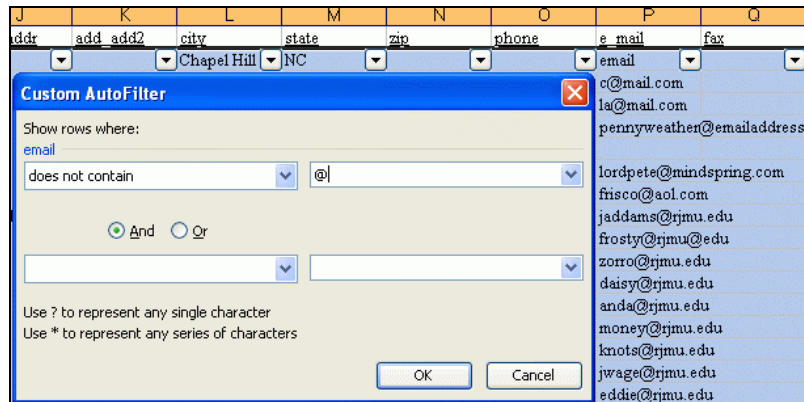 J K L M N O P Q
addr add_add2 city state zip phone e_mail fax
Chapel Hill NC email
Custom AutoFilter
Show rows where:
email
does not contain @
And Or
Use ? to represent any single character
Use * to represent any series of characters
OK Cancel
c@mail.com
la@mail.com
pennyweather@emailaddress
lordpete@mindspring.com
frisco@aol.com
jaddams@rjmu.edu
frosty@rjmu@edu
zorro@rjmu.edu
daisy@rjmu.edu
anda@rjmu.edu
money@rjmu.edu
knots@rjmu.edu
jwage@rjmu.edu
eddie@rjmu.edu